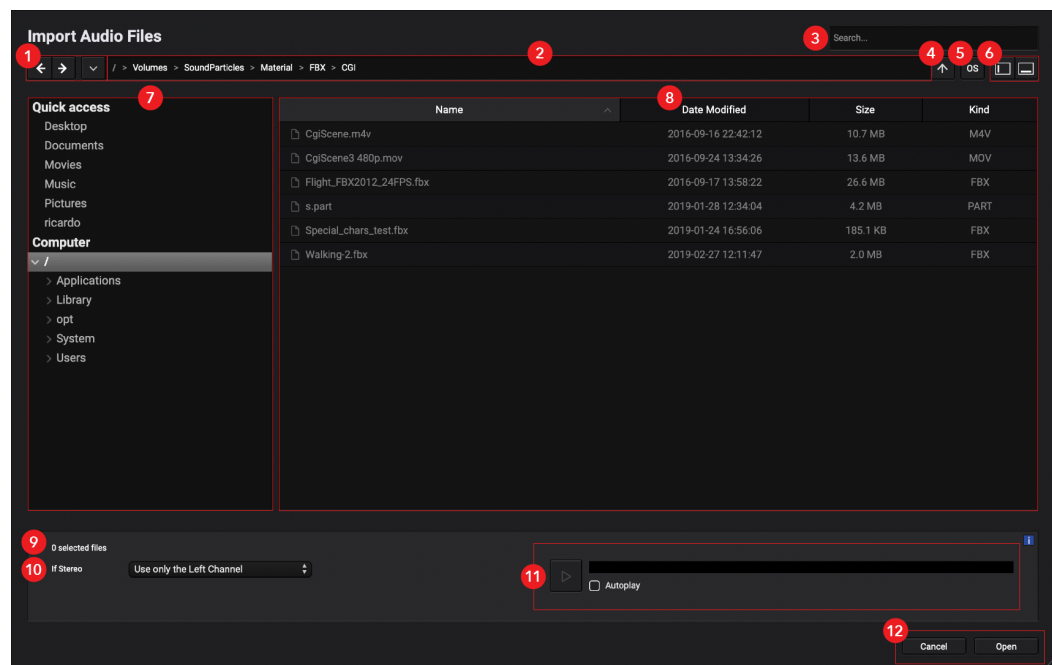 Import Audio Files
3 Search...
1 2 4 5 6
/ > Volumes > SoundParticles > Material > FBX > CGI OS
7 8
Quick access
Desktop
Documents
Movies
Music
Pictures
ricardo
Computer
/
> Applications
> Library
> opt
> System
> Users
Name Date Modified Size Kind
CgiScene.m4v 2016-09-16 22:42:12 10.7 MB M4V
CgiScene3 480p.mov 2016-09-24 13:34:26 13.6 MB MOV
Flight_FBX2012_24FPS.fbx 2016-09-17 13:58:22 26.6 MB FBX
s.part 2019-01-28 12:34:04 4.2 MB PART
Special_chars_test.fbx 2019-01-24 16:56:06 185.1 KB FBX
Walking-2.fbx 2019-02-27 12:11:47 2.0 MB FBX
9 0 selected files
10 If Stereo Use only the Left Channel
i
11
Autoplay
12
Cancel Open